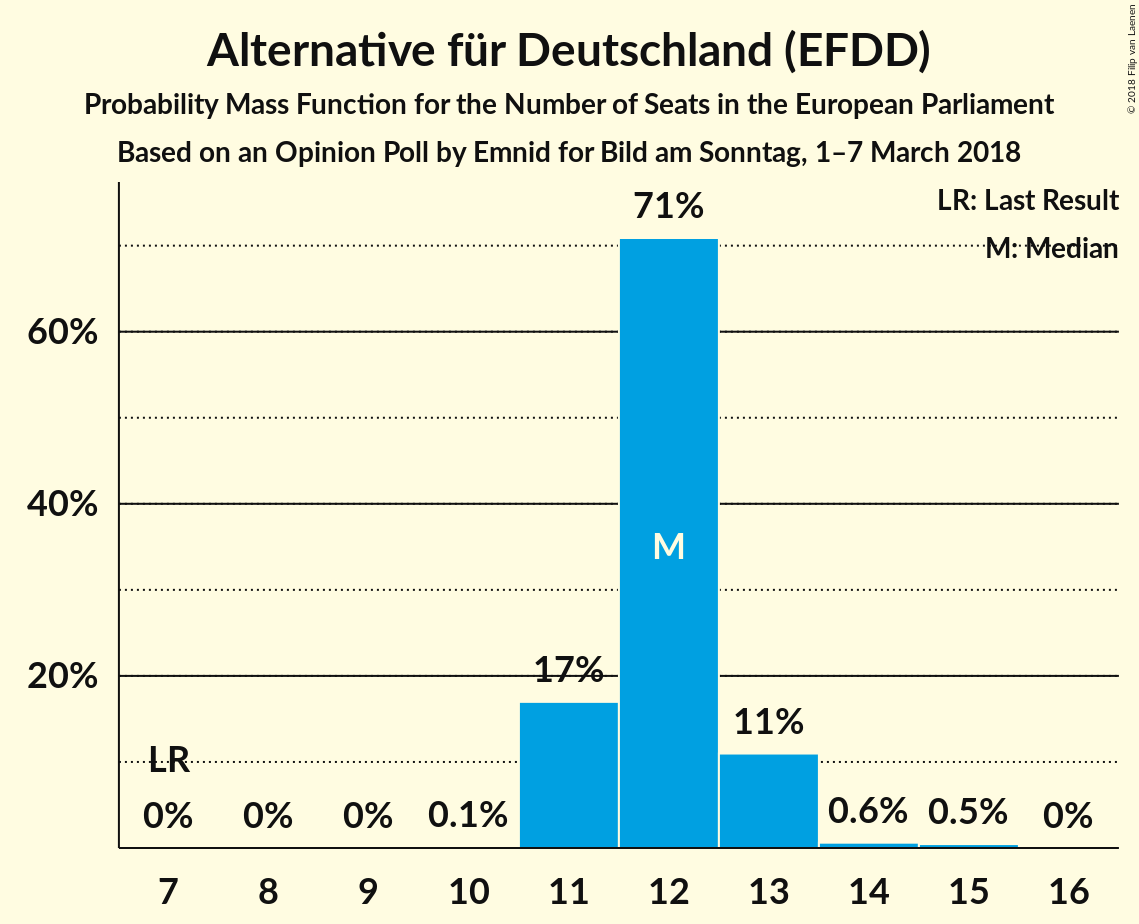 Alternative für Deutschland (EFDD)
Probability Mass Function for the Number of Seats in the European Parliament
Based on an Opinion Poll by Emnid for Bild am Sonntag, 1–7 March 2018
© 2018 Filip van Laenen
LR: Last Result
M: Median
71%
60%
40%
M
20%
17%
11%
LR
0% 0% 0% 0.1% 0.6% 0.5% 0%
7 8 9 10 11 12 13 14 15 16